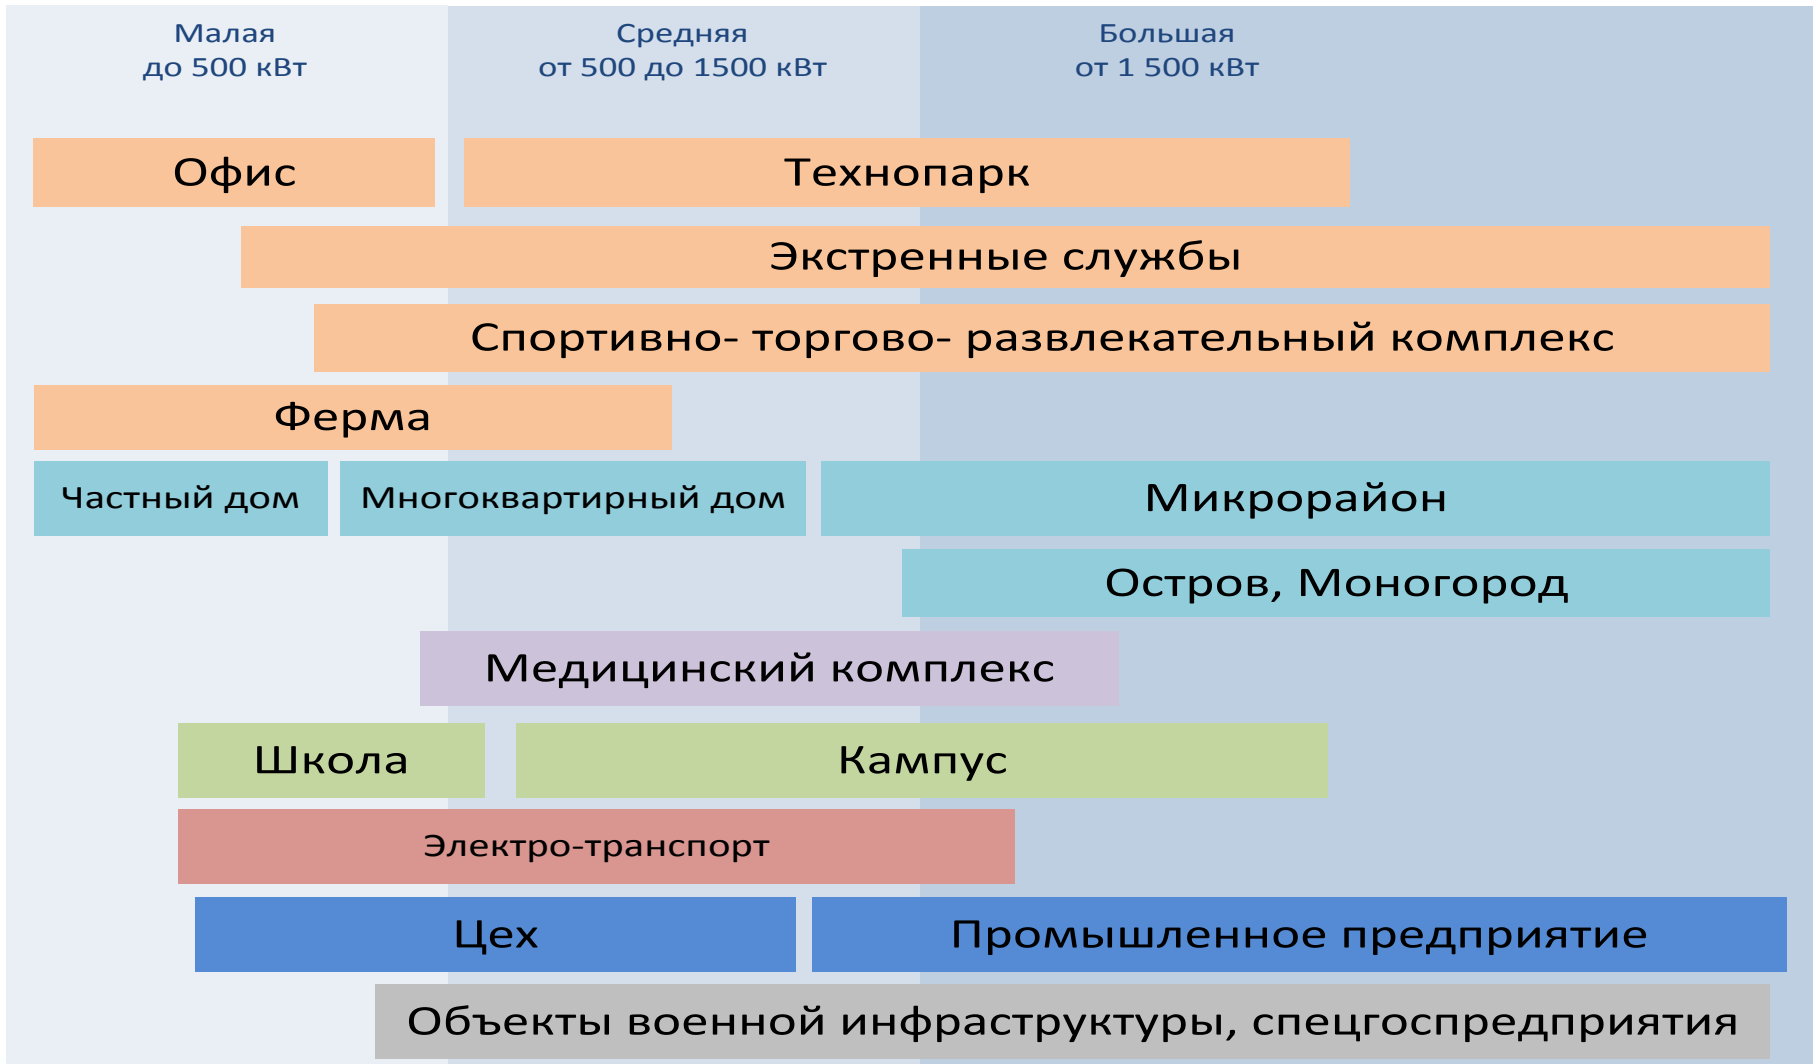 Малая
до 500 кВт
Средняя
от 500 до 1500 кВт
Большая
от 1 500 кВт
Офис
Технопарк
Экстренные службы
Спортивно- торгово- развлекательный комплекс
Ферма
Частный дом
Многоквартирный дом
Микрорайон
Остров, Моногород
Медицинский комплекс
Школа
Кампус
Электро-транспорт
Цех
Промышленное предприятие
Объекты военной инфраструктуры, спецгоспредприятия